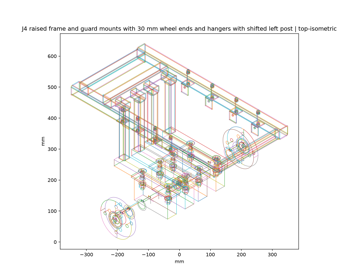 J4 raised frame and guard mounts with 30 mm wheel ends and hangers with shifted left post | top-isometric
600
500
400
300
200
100
0
mm
−300 −200 −100 0 100 200 300
mm